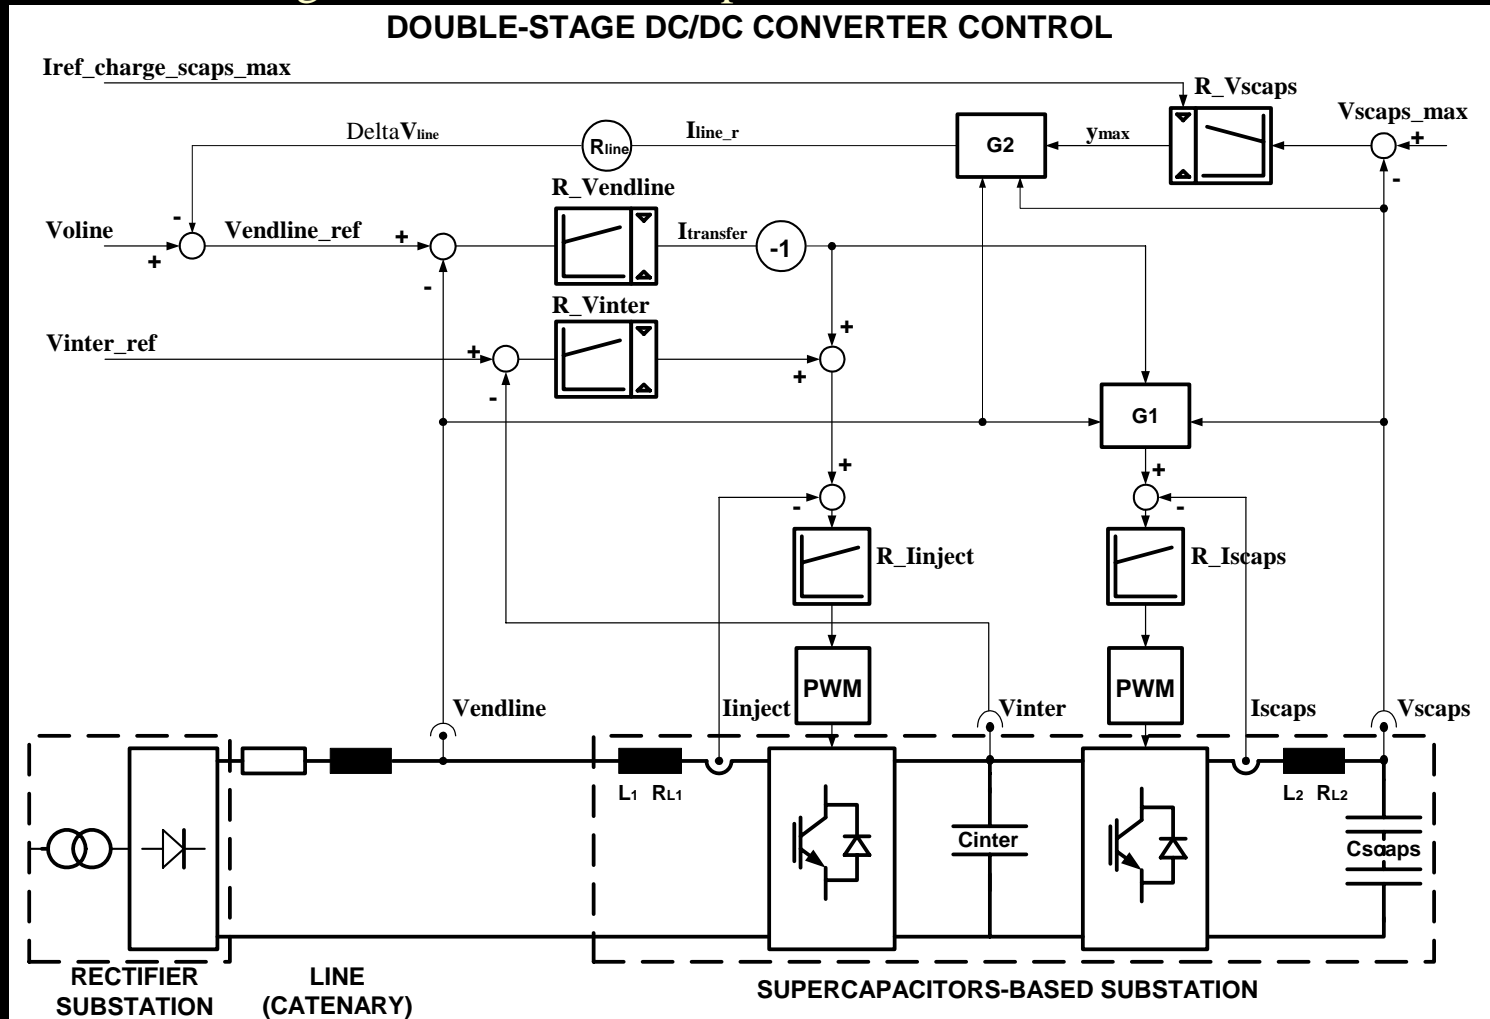 DOUBLE-STAGE DC/DC CONVERTER CONTROL
Iref_charge_scaps_max
R_Vscaps
Vscaps_max
+
DeltaVline
Rline
Iline_r
G2
ymax
-
R_Vendline
-
Voline
+
Vendline_ref
+
Itransfer
-1
-
R_Vinter
Vinter_ref
+
+
+
-
G1
+
+
-
-
R_Iinject
R_Iscaps
PWM
PWM
Vendline
Iinject
Vinter
Iscaps
Vscaps
L1 RL1
L2 RL2
Cinter
Cscaps
RECTIFIER
SUBSTATION
LINE
(CATENARY)
SUPERCAPACITORS-BASED SUBSTATION